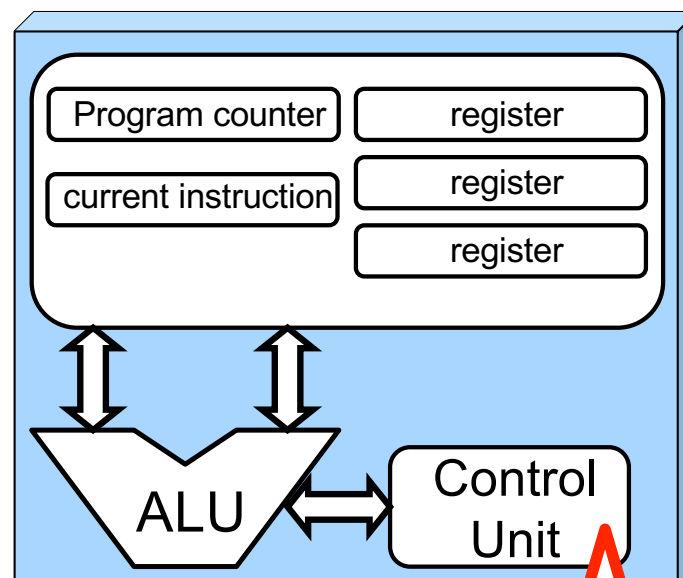 Program counter
register
current instruction
register
register
ALU
Control
Unit